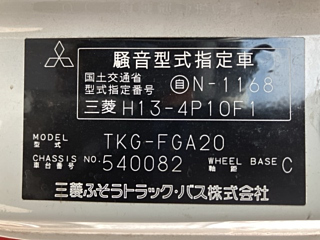 騒音型式指定車
国土交通省
型式指定番号 自N-1168
三菱 H13-4P10F1
MODEL
型式 TKG-FGA20
CHASSIS NO.
車台番号 540082 WHEEL BASE
軸距 C
三菱ふそうトラック・バス株式会社